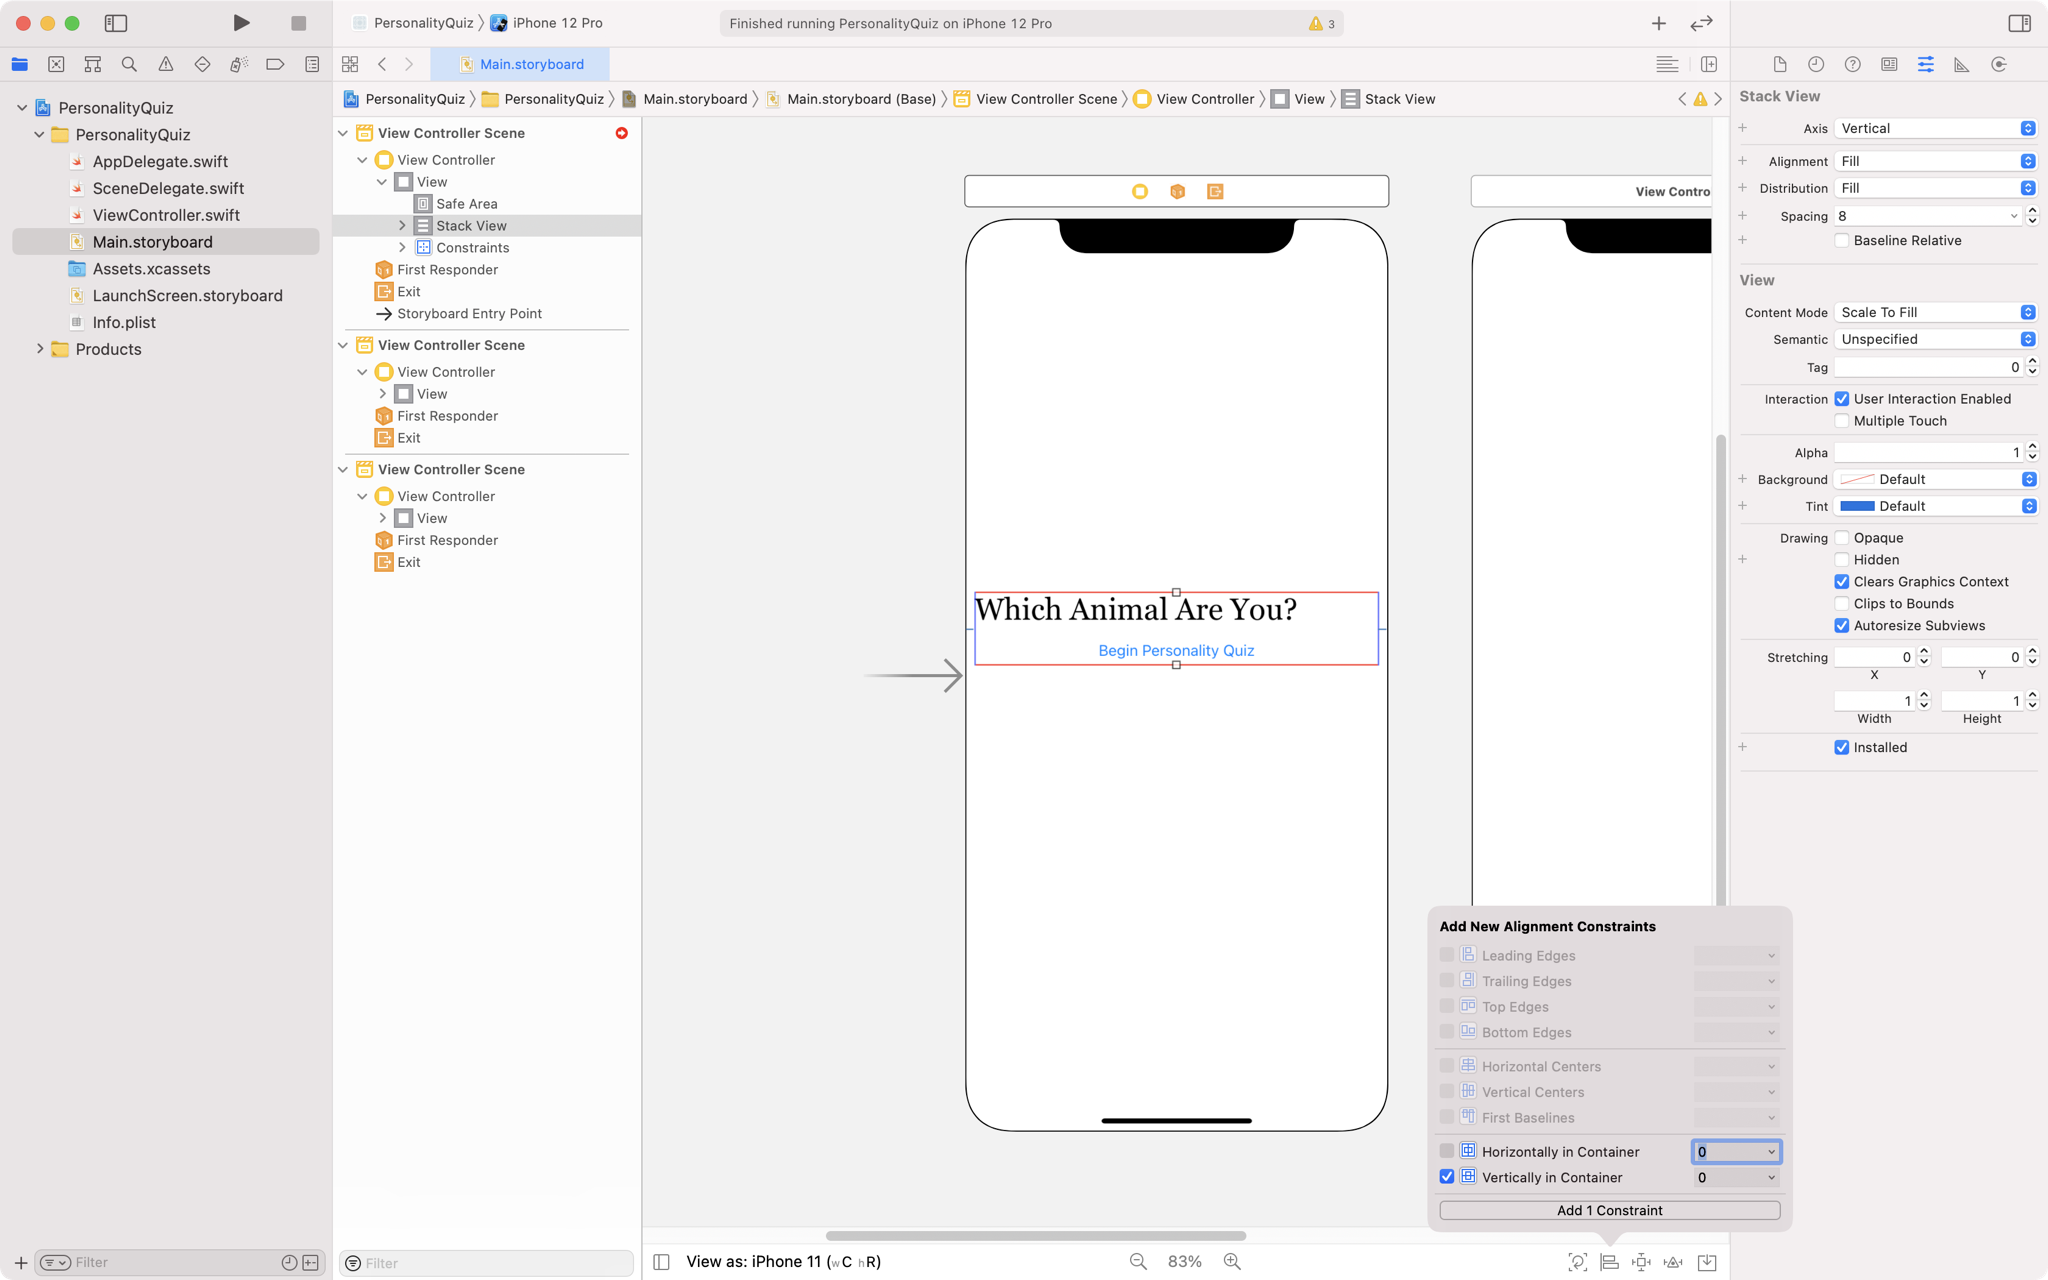 PersonalityQuiz iPhone 12 Pro
Finished running PersonalityQuiz on iPhone 12 Pro
3
Main.storyboard
PersonalityQuiz PersonalityQuiz Main.storyboard Main.storyboard (Base) View Controller Scene View Controller View Stack View
PersonalityQuiz
PersonalityQuiz
AppDelegate.swift
SceneDelegate.swift
ViewController.swift
Main.storyboard
Assets.xcassets
LaunchScreen.storyboard
Info.plist
Products
Filter
View Controller Scene
View Controller
View
Safe Area
Stack View
Constraints
First Responder
Exit
Storyboard Entry Point
View Controller Scene
View Controller
View
First Responder
Exit
View Controller Scene
View Controller
View
First Responder
Exit
Filter
View Contro
Which Animal Are You?
Begin Personality Quiz
View as: iPhone 11 (wC hR)
83%
Add New Alignment Constraints
Leading Edges
Trailing Edges
Top Edges
Bottom Edges
Horizontal Centers
Vertical Centers
First Baselines
Horizontally in Container 0
Vertically in Container 0
Add 1 Constraint
Stack View
Axis Vertical
Alignment Fill
Distribution Fill
Spacing 8
Baseline Relative
View
Content Mode Scale To Fill
Semantic Unspecified
Tag 0
Interaction User Interaction Enabled
Multiple Touch
Alpha 1
Background Default
Tint Default
Drawing Opaque
Hidden
Clears Graphics Context
Clips to Bounds
Autoresize Subviews
Stretching 0 0
X Y
1 1
Width Height
Installed